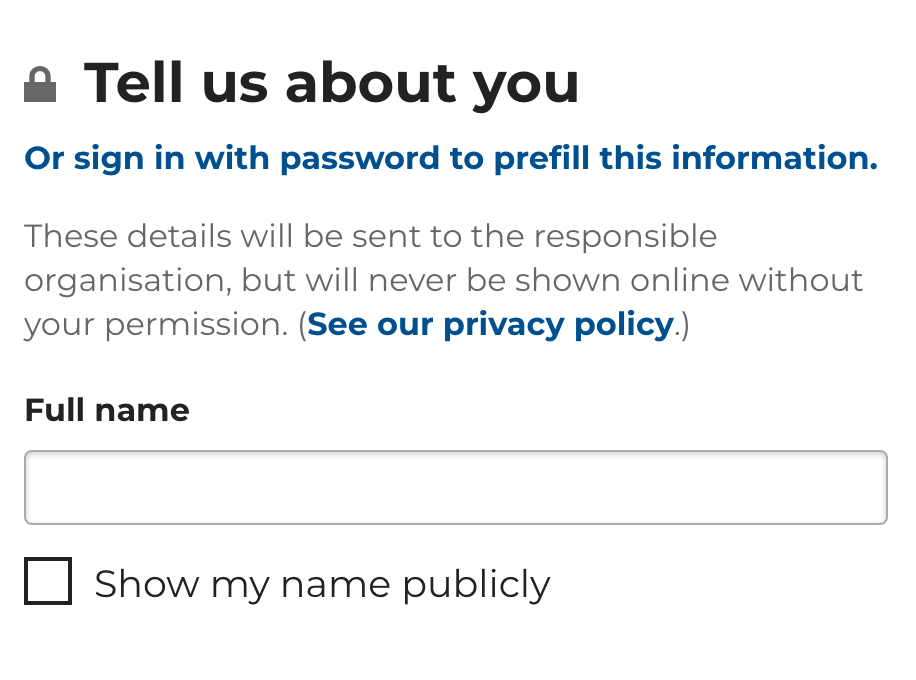 Tell us about you
Or sign in with password to prefill this information.
These details will be sent to the responsible
organisation, but will never be shown online without
your permission. (See our privacy policy.)
Full name
Show my name publicly